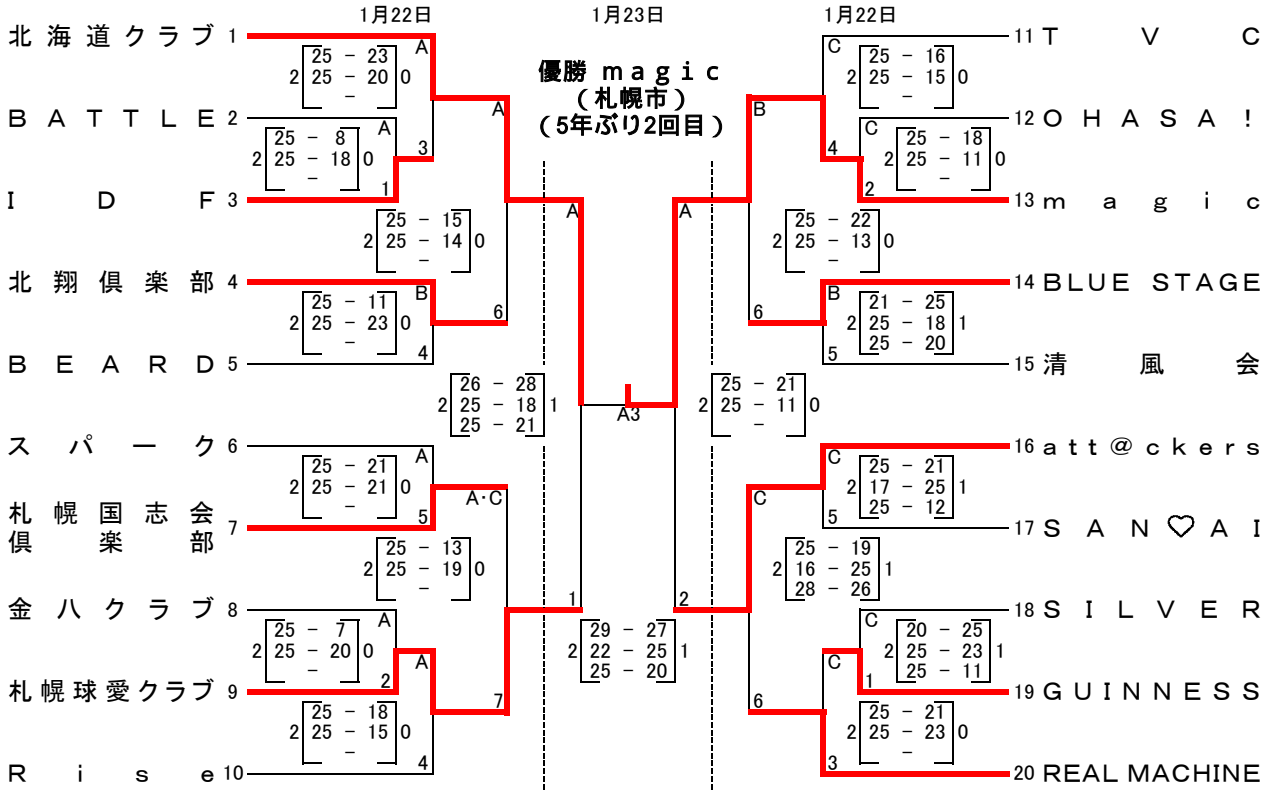 1月22日
1月23日
1月22日
優勝 ｍａｇｉｃ
（札幌市）
（5年ぶり2回目）
北海道クラブ 1
ＢＡＴＴＬＥ 2
ＩＤＦ 3
北翔倶楽部 4
ＢＥＡＲＤ 5
スパーク 6
札幌国志会
倶楽部 7
金八クラブ 8
札幌球愛クラブ 9
Ｒｉｓｅ 10
A
25 － 23
2 25 － 20 0
－
3
A
25 － 8
2 25 － 18 0
－
1
A
25 － 15
2 25 － 14 0
－
6
B
25 － 11
2 25 － 23 0
－
4
A
26 － 28
2 25 － 18 1
25 － 21
1
A
25 － 21
2 25 － 21 0
－
5
A・C
25 － 13
2 25 － 19 0
－
7
A
25 － 7
2 25 － 20 0
－
2
A
25 － 18
2 25 － 15 0
－
4
A3
29 － 27
2 22 － 25 1
25 － 20
A
25 － 21
2 25 － 11 0
－
2
C
25 － 16
2 25 － 15 0
－
4
C
25 － 18
2 25 － 11 0
－
2
B
25 － 22
2 25 － 13 0
－
6
B
21 － 25
2 25 － 18 1
25 － 20
5
C
25 － 21
2 17 － 25 1
25 － 12
5
C
25 － 19
2 16 － 25 1
28 － 26
6
C
20 － 25
2 25 － 23 1
25 － 11
1
C
25 － 21
2 25 － 23 0
－
3
11 ＴＶＣ
12 ＯＨＡＳＡ！
13 ｍａｇｉｃ
14 BLUE STAGE
15 清風会
16 ａｔｔ＠ｃｋｅｒｓ
17 ＳＡＮ♡ＡＩ
18 ＳＩＬＶＥＲ
19 ＧＵＩＮＮＥＳＳ
20 REAL MACHINE